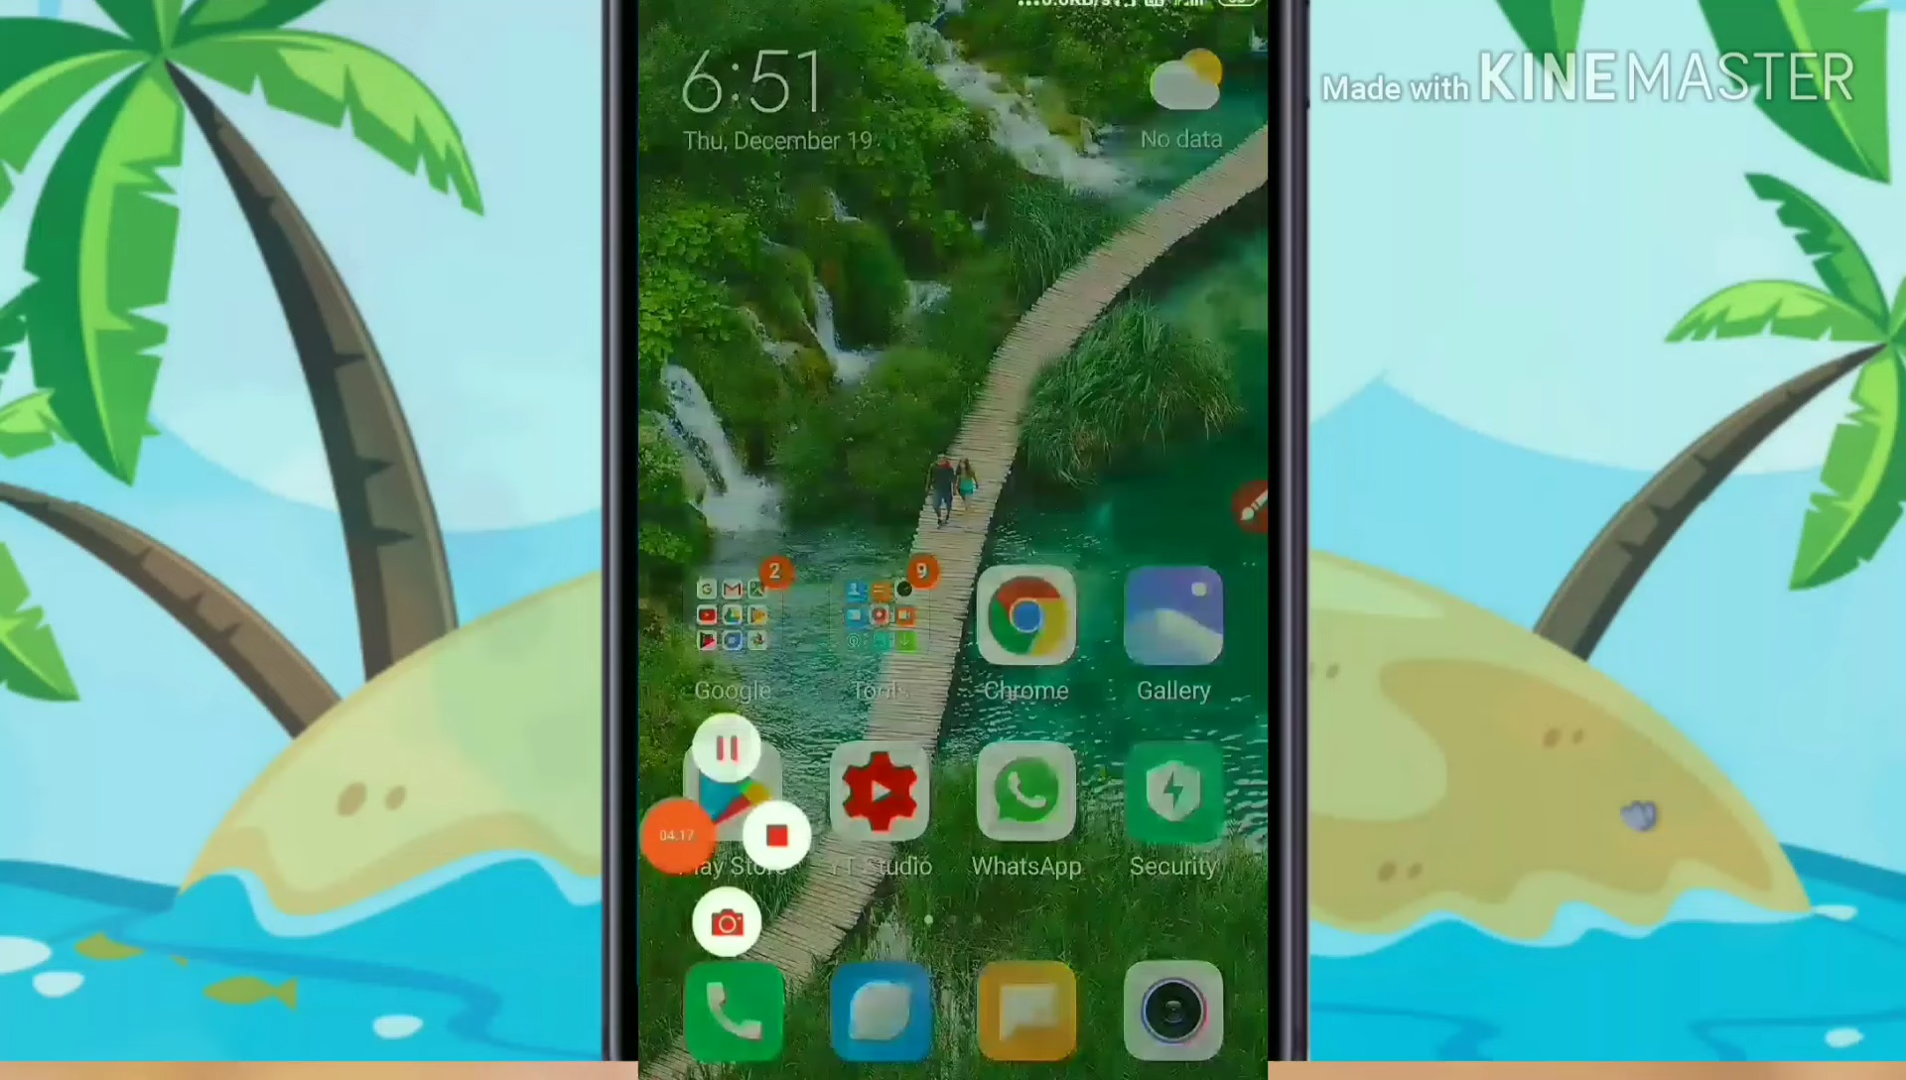 Made with KINEMASTER
6:51
Thu, December 19
No data
2
9
Google
Chrome
Gallery
04.17
WhatsApp
Security